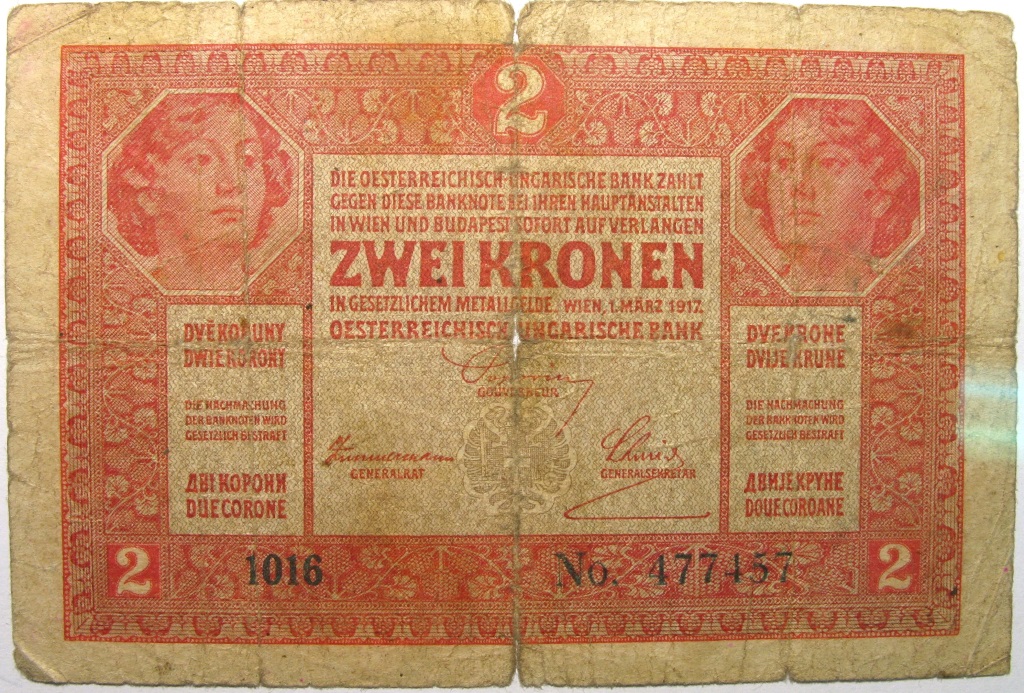 2
DIE OESTERREICHISCH-UNGARISCHE BANK ZAHLT
GEGEN DIESE BANKNOTE BEI IHREN HAUPTANSTALTEN
IN WIEN UND BUDAPEST SOFORT AUF VERLANGEN
ZWEI KRONEN
IN GESETZLICHEM METALLGELDE. WIEN, 1. MÄRZ 1917.
OESTERREICHISCH-UNGARISCHE BANK
GOUVERNEUR
GENERALRAT
GENERALSEKRETÄR
DVĚ KORUNY
DWIE KORONY
DIE NACHMACHUNG
DER BANKNOTEN WIRD
GESETZLICH BESTRAFT
ДВІ КОРОНИ
DUE CORONE
DVE KRONE
DVIJE KRUNE
DIE NACHMACHUNG
DER BANKNOTEN WIRD
GESETZLICH BESTRAFT
ДВИЈЕ КРУНЕ
DOUE COROANE
2
1016
No. 477457
2